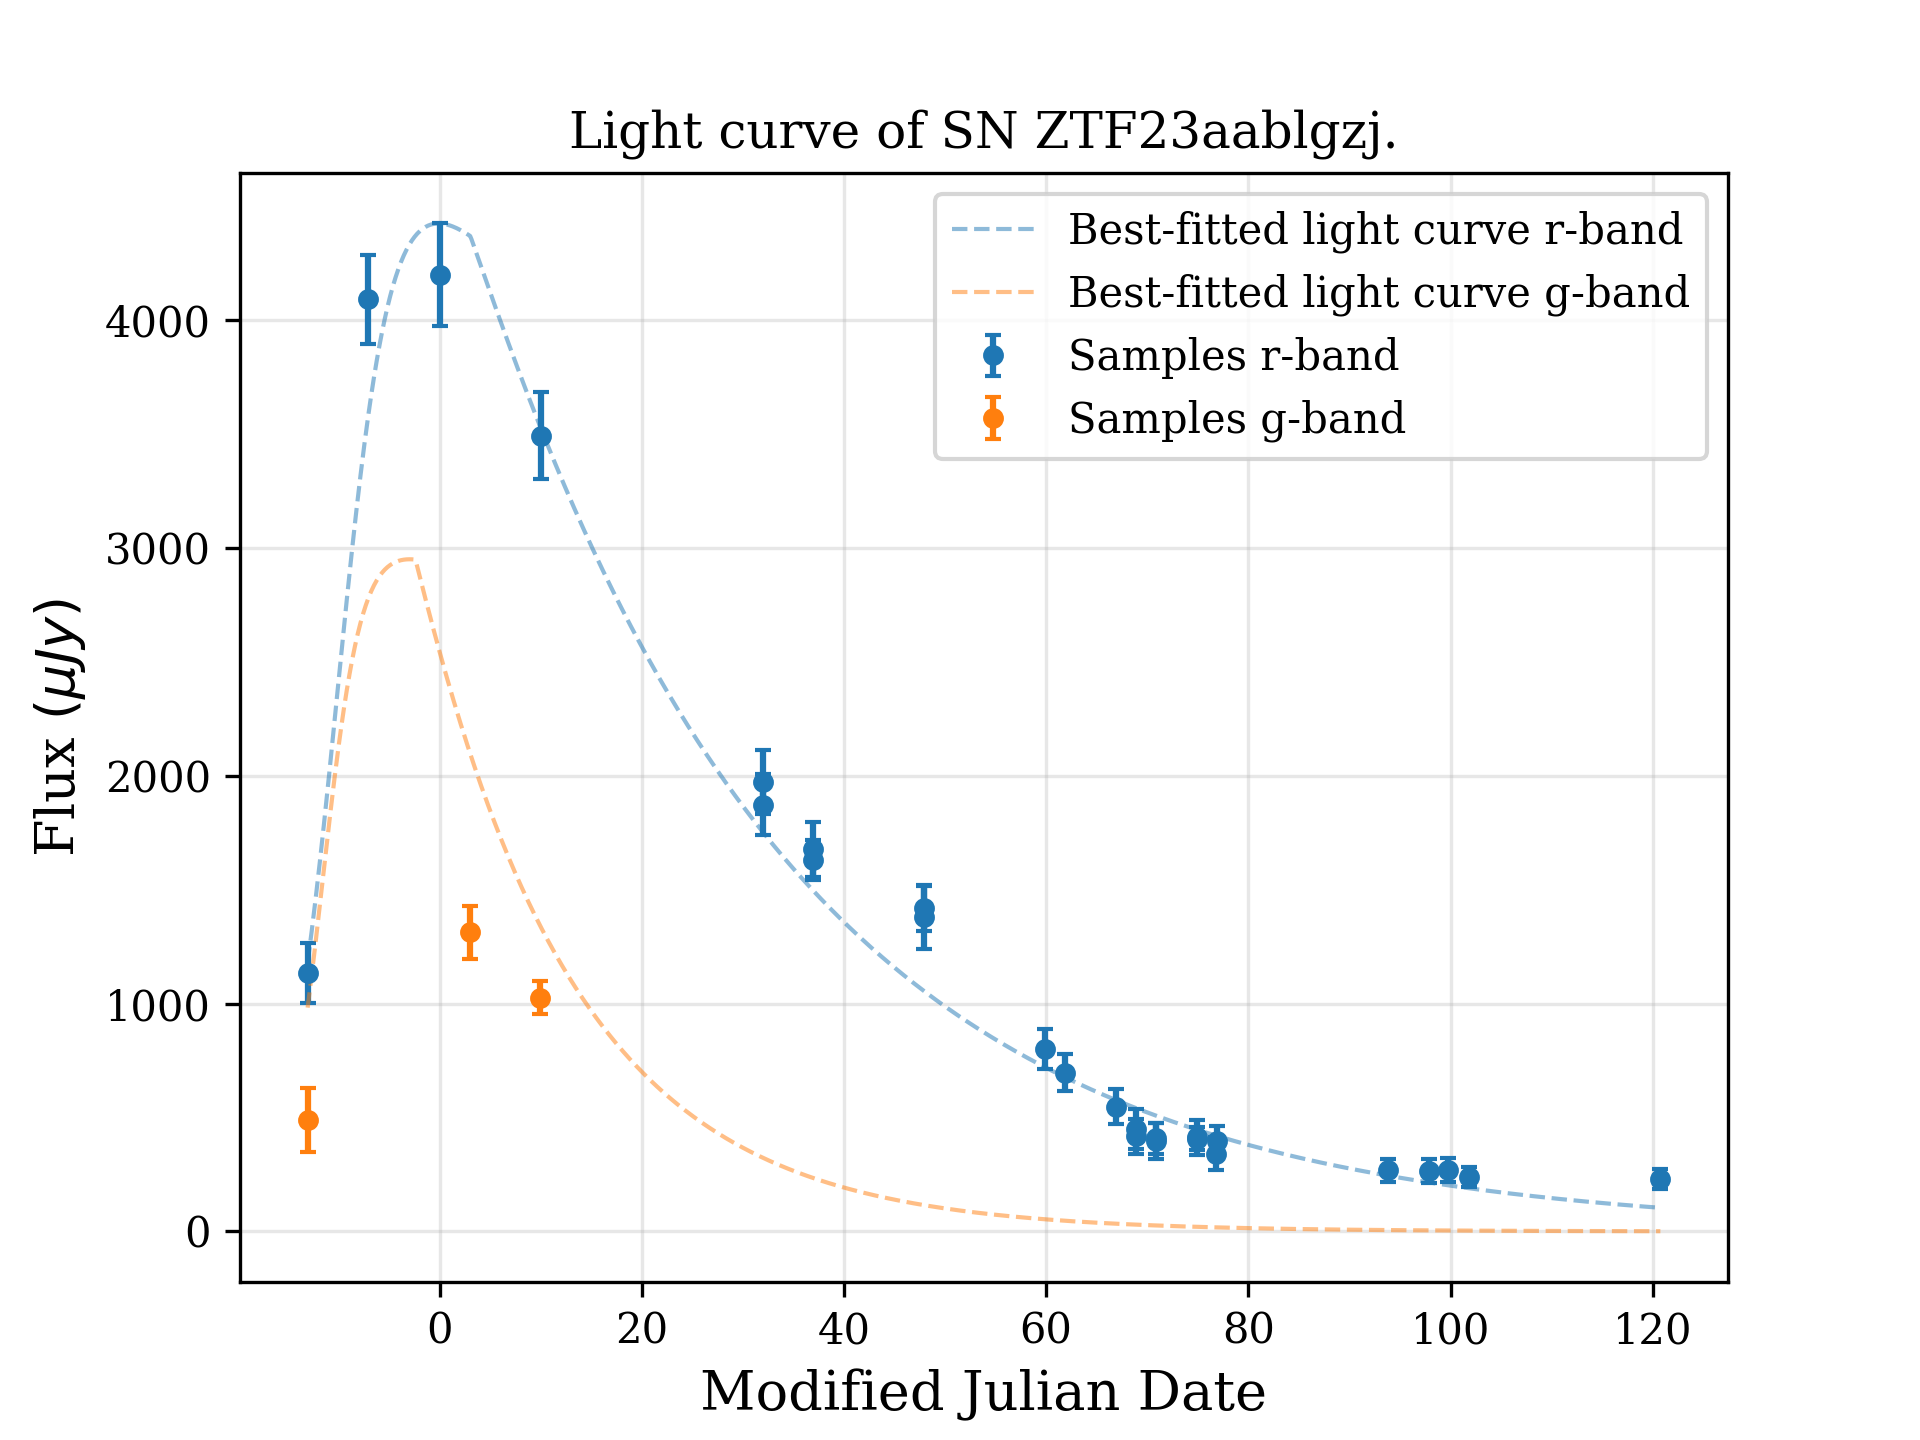 Light curve of SN ZTF23aablgzj.
Best-fitted light curve r-band
Best-fitted light curve g-band
Samples r-band
Samples g-band
Flux (μJy)
4000
3000
2000
1000
0
0 20 40 60 80 100 120
Modified Julian Date